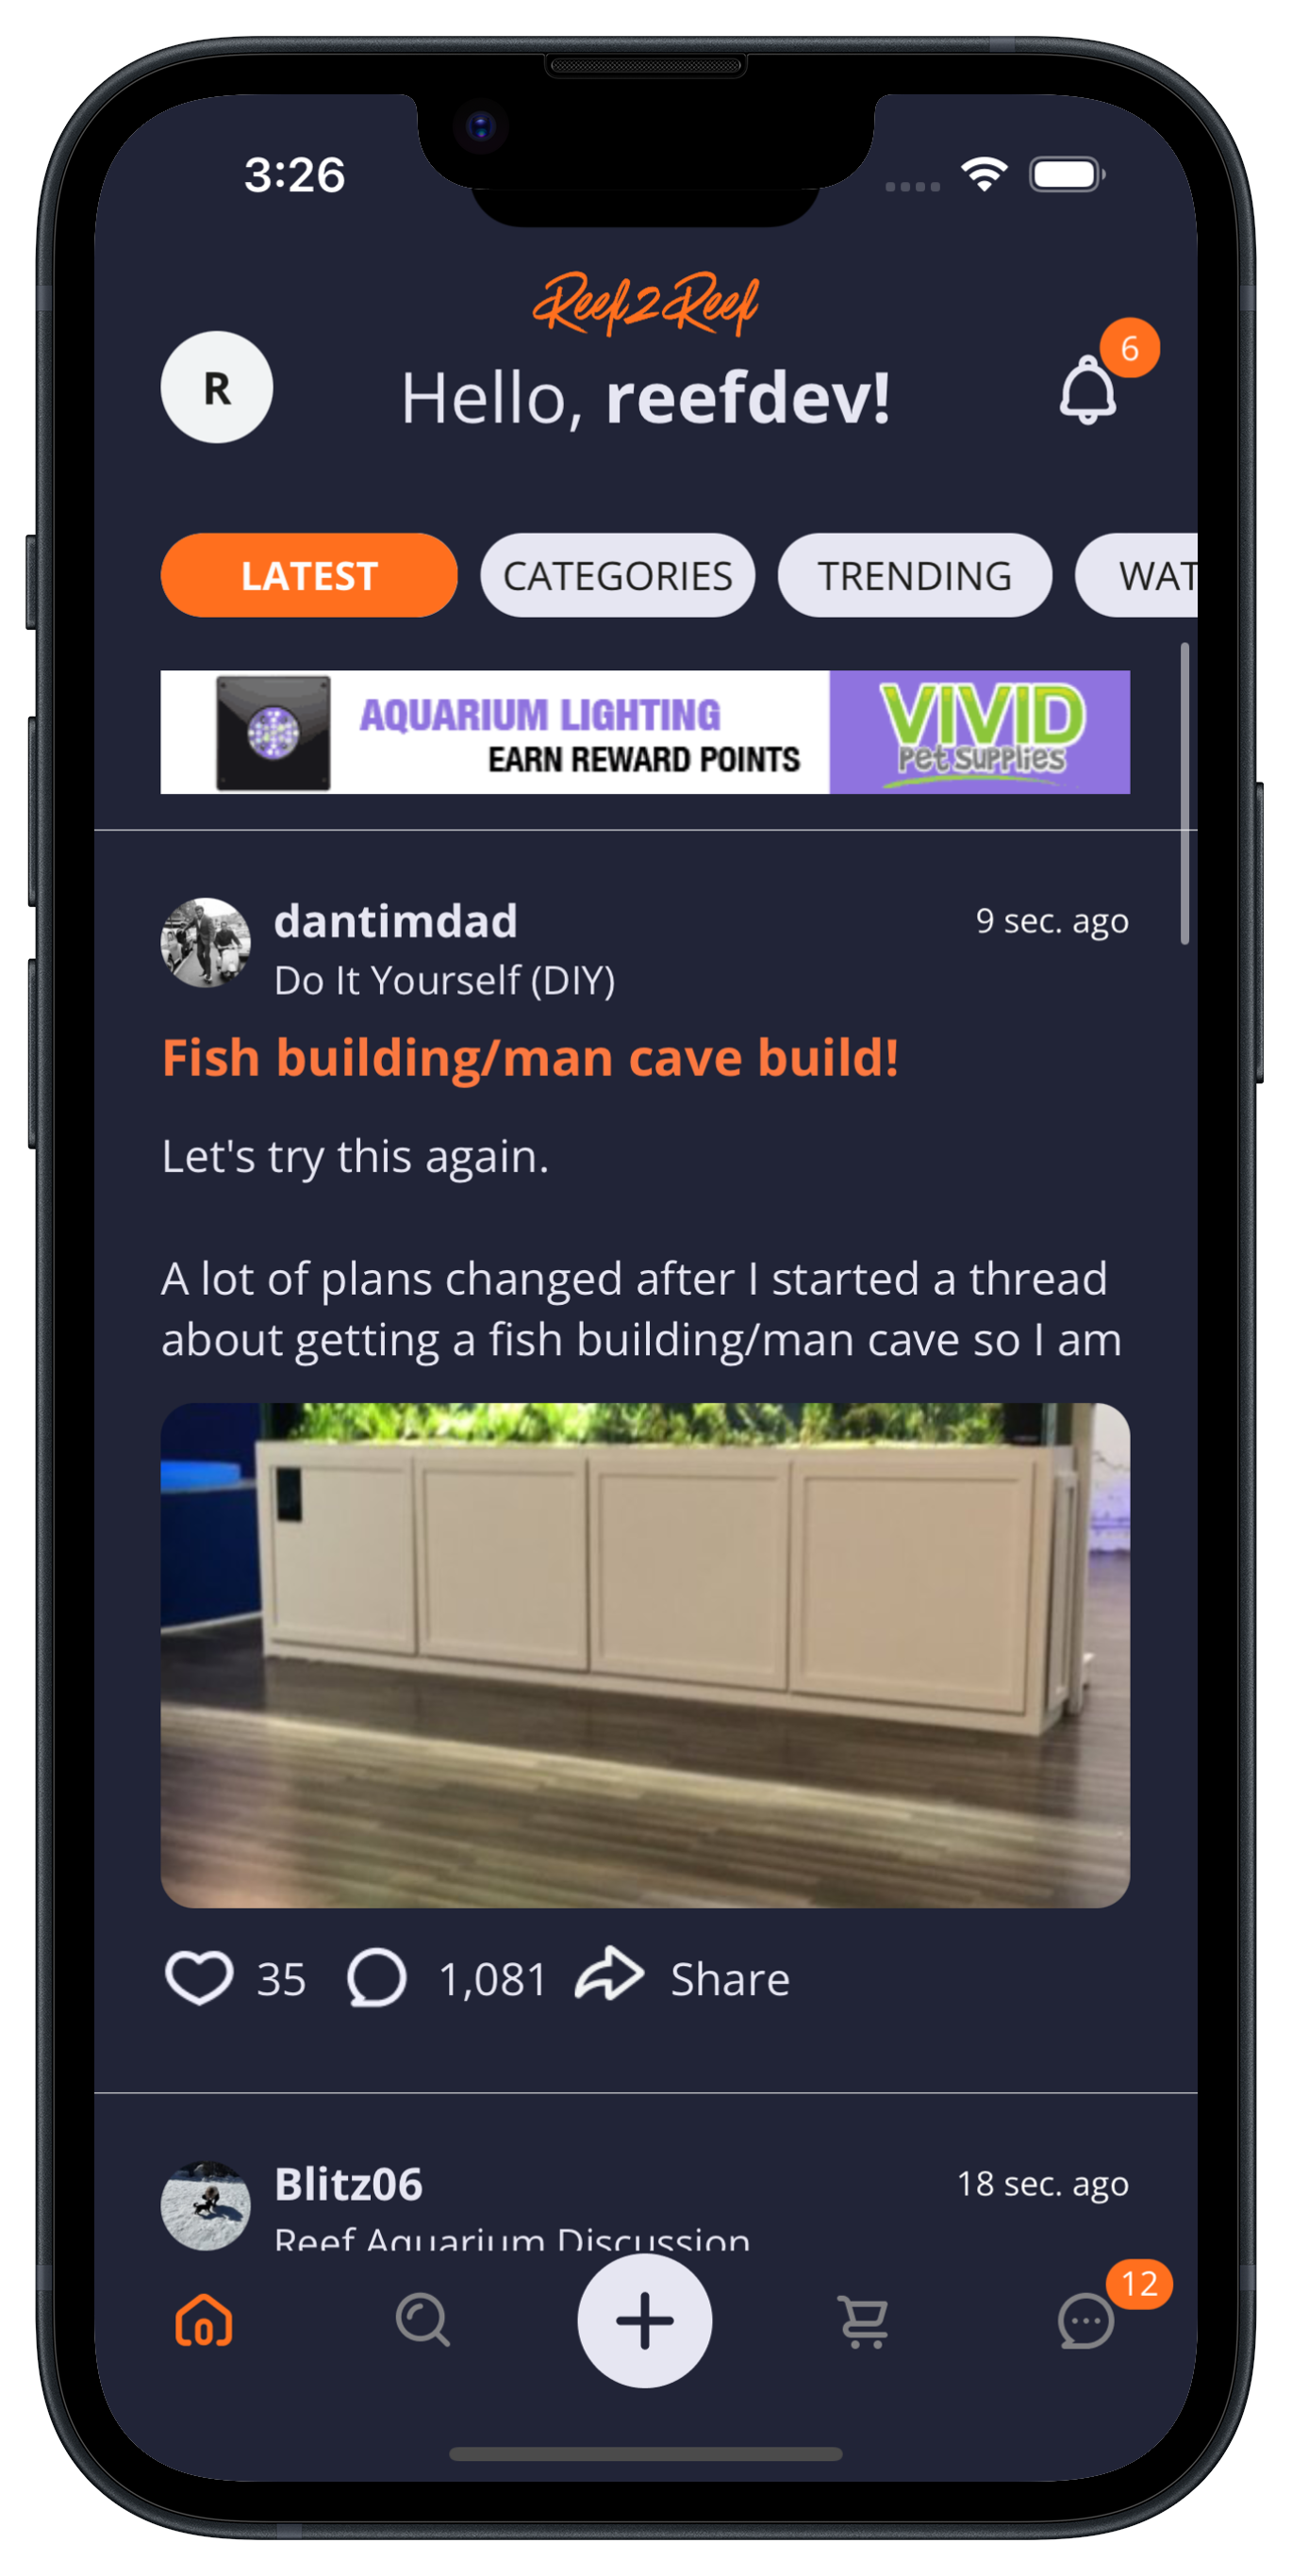 3:26
Reef2Reef
R
Hello, reefdev!
6
LATEST
CATEGORIES
TRENDING
WAT
AQUARIUM LIGHTING
EARN REWARD POINTS
VIVID
Pet Supplies
dantimdad
9 sec. ago
Do It Yourself (DIY)
Fish building/man cave build!
Let's try this again.
A lot of plans changed after I started a thread
about getting a fish building/man cave so I am
35
1,081
Share
Blitz06
18 sec. ago
Reef Aquarium Discussion
12